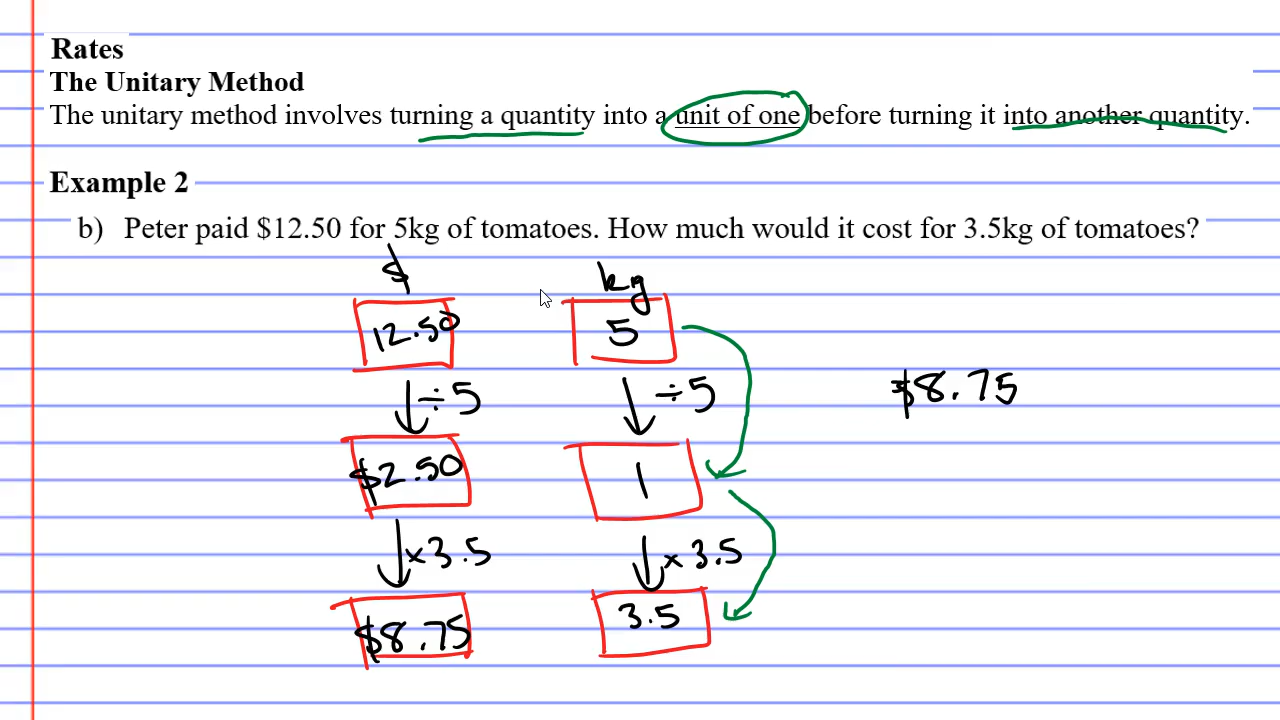 Rates
The Unitary Method
The unitary method involves turning a quantity into a unit of one before turning it into another quantity.
Example 2
b) Peter paid $12.50 for 5kg of tomatoes. How much would it cost for 3.5kg of tomatoes?
$ kg
12.50 5
÷5 ÷5
$8.75
$2.50 1
×3.5 ×3.5
$8.75 3.5